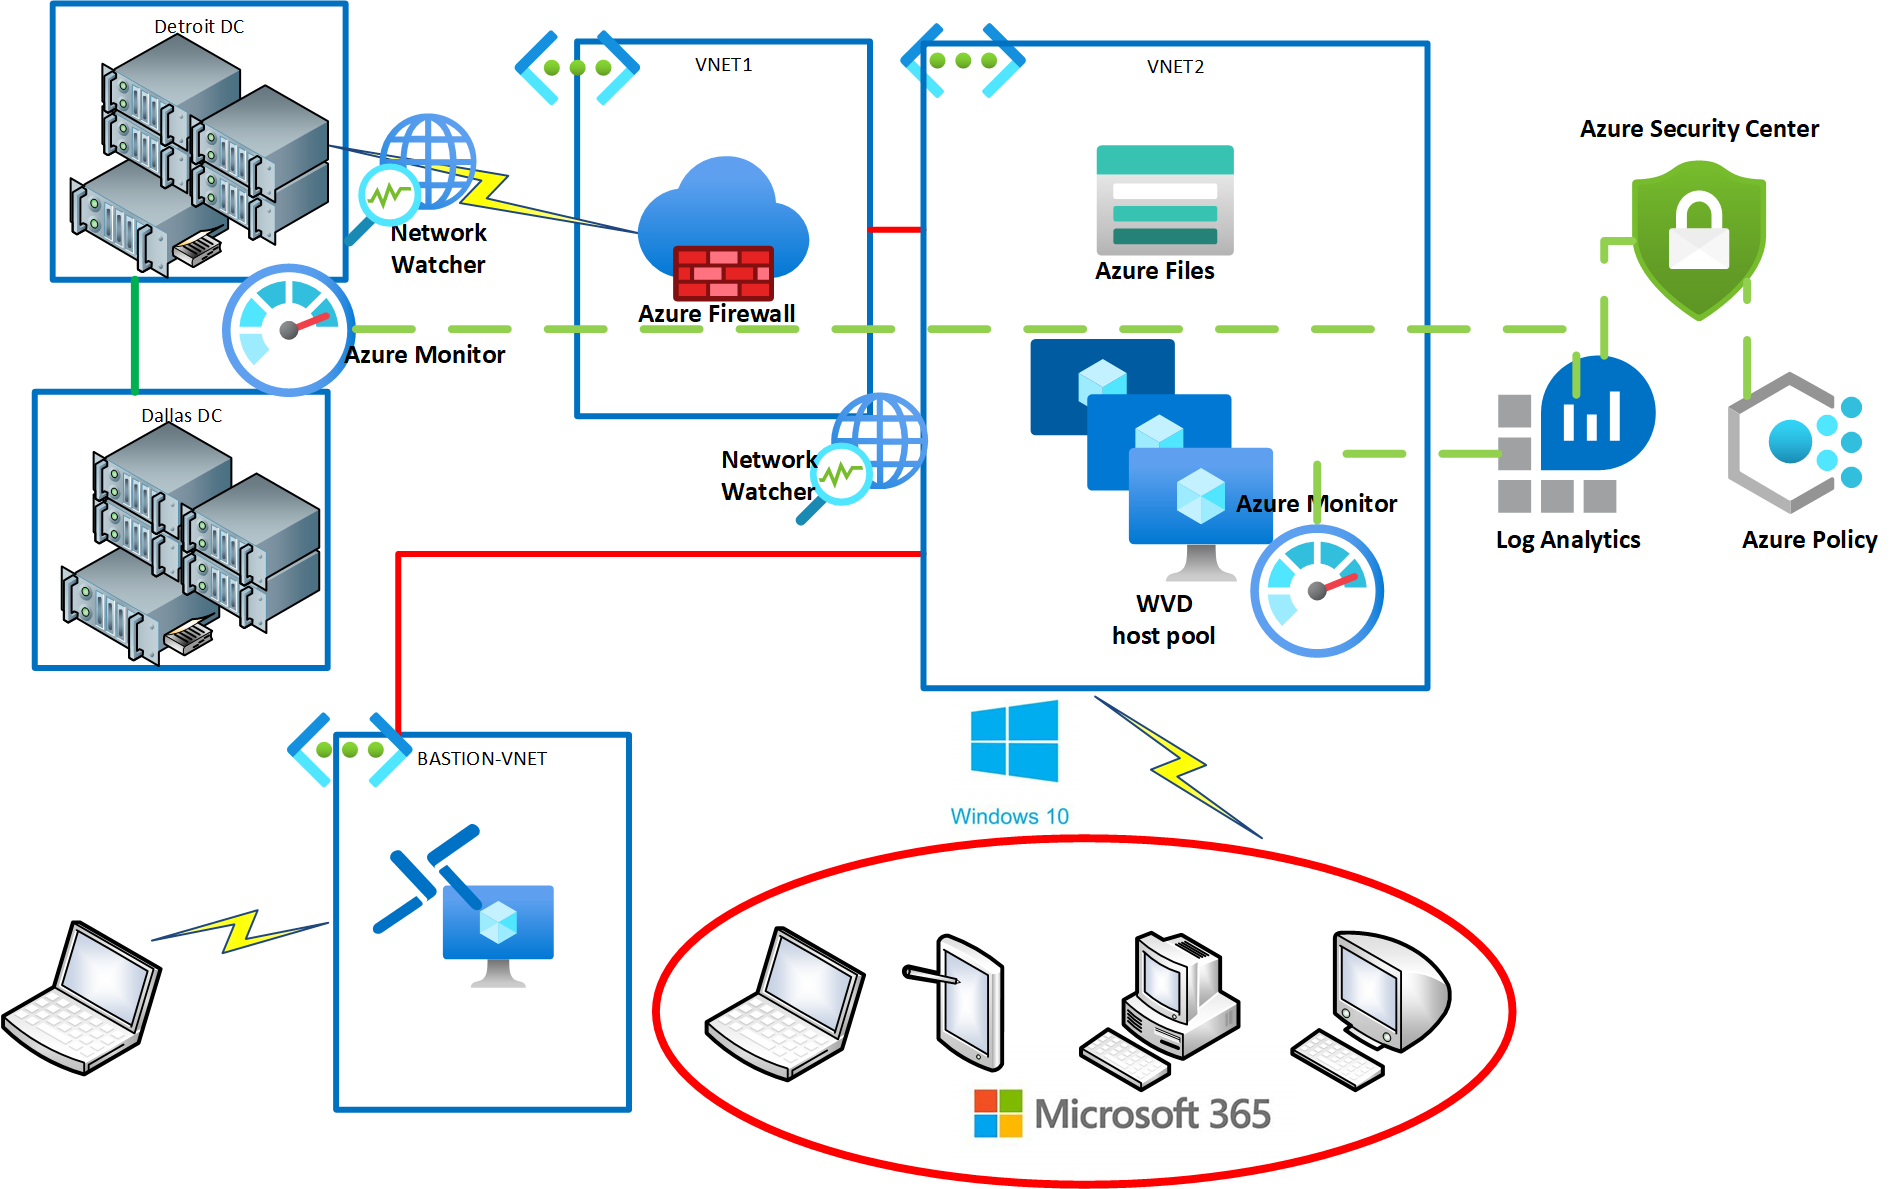 Detroit DC
VNET1
VNET2
Azure Security Center
Network
Watcher
Azure Files
Azure Firewall
Azure Monitor
Dallas DC
Network
Watcher
Azure Monitor
Log Analytics
Azure Policy
WVD
host pool
BASTION-VNET
Windows 10
Microsoft 365